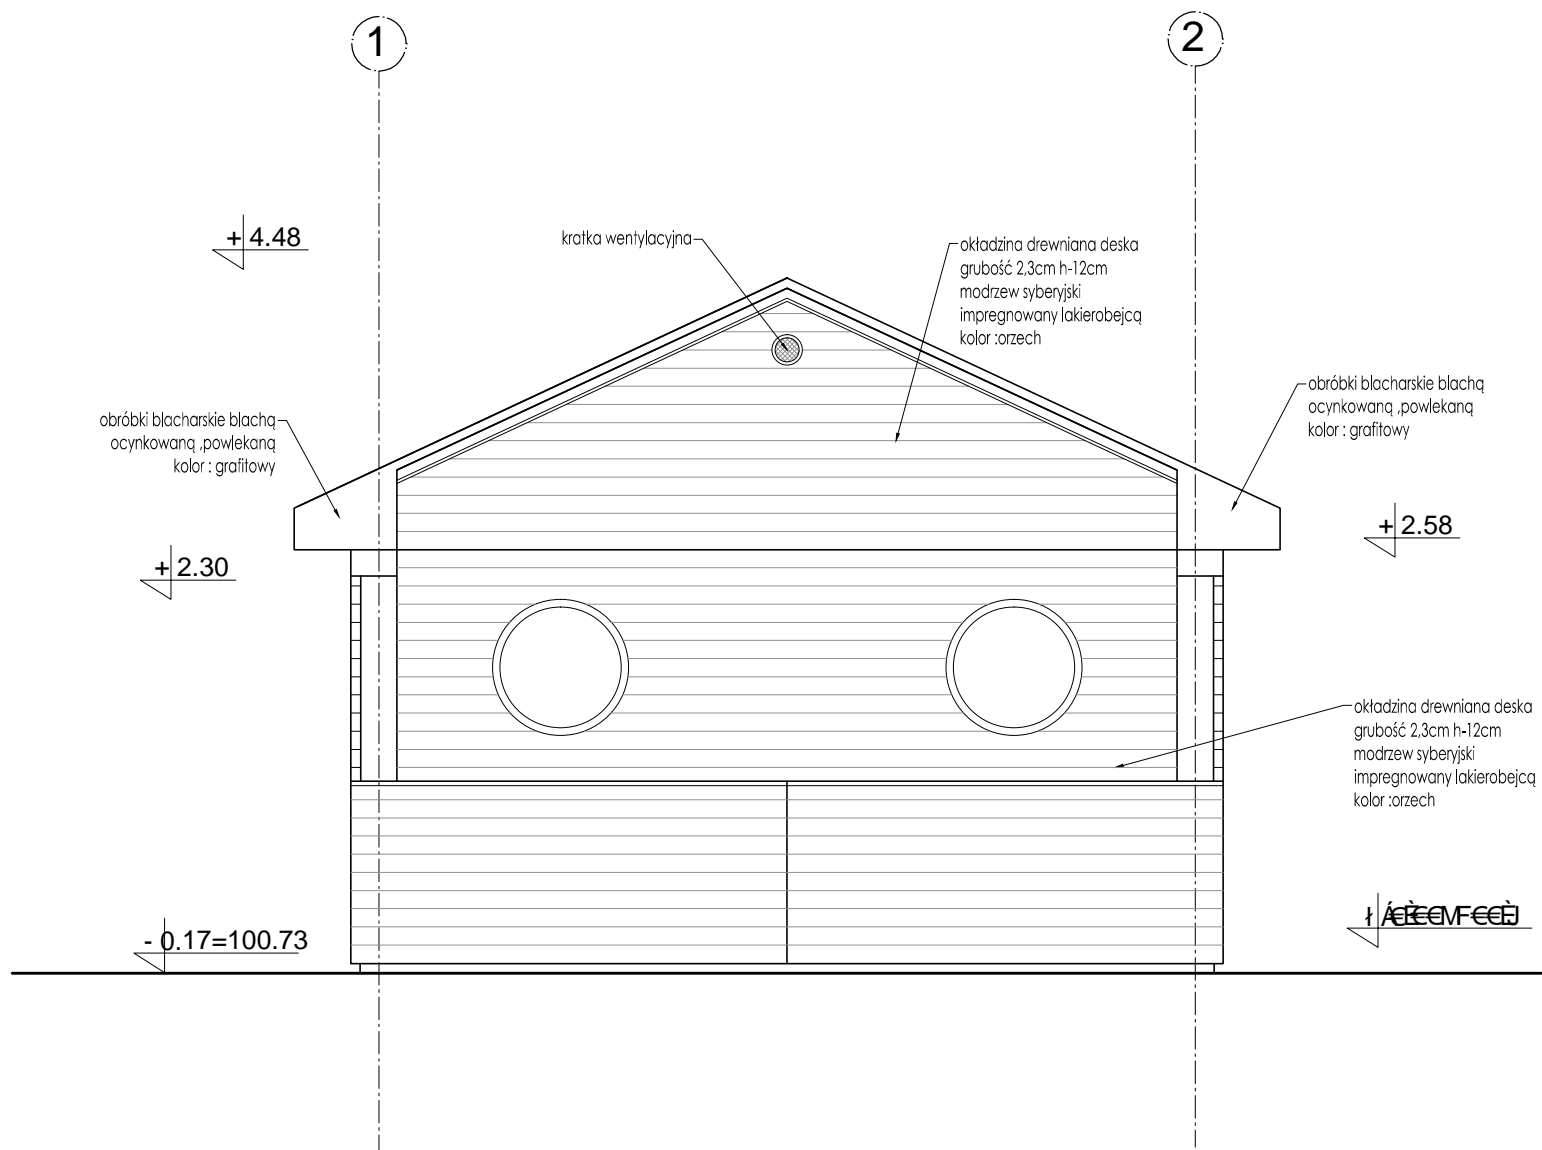 1
2
+ 4.48
kratka wentylacyjna
okładzina drewniana deska
grubość 2,3cm h-12cm
modrzew syberyjski
impregnowany lakierobejcą
kolor :orzech
obróbki blacharskie blachą
ocynkowaną ,powlekaną
kolor : grafitowy
obróbki blacharskie blachą
ocynkowaną ,powlekaną
kolor : grafitowy
+ 2.58
+ 2.30
okładzina drewniana deska
grubość 2,3cm h-12cm
modrzew syberyjski
impregnowany lakierobejcą
kolor :orzech
- 0.17=100.73